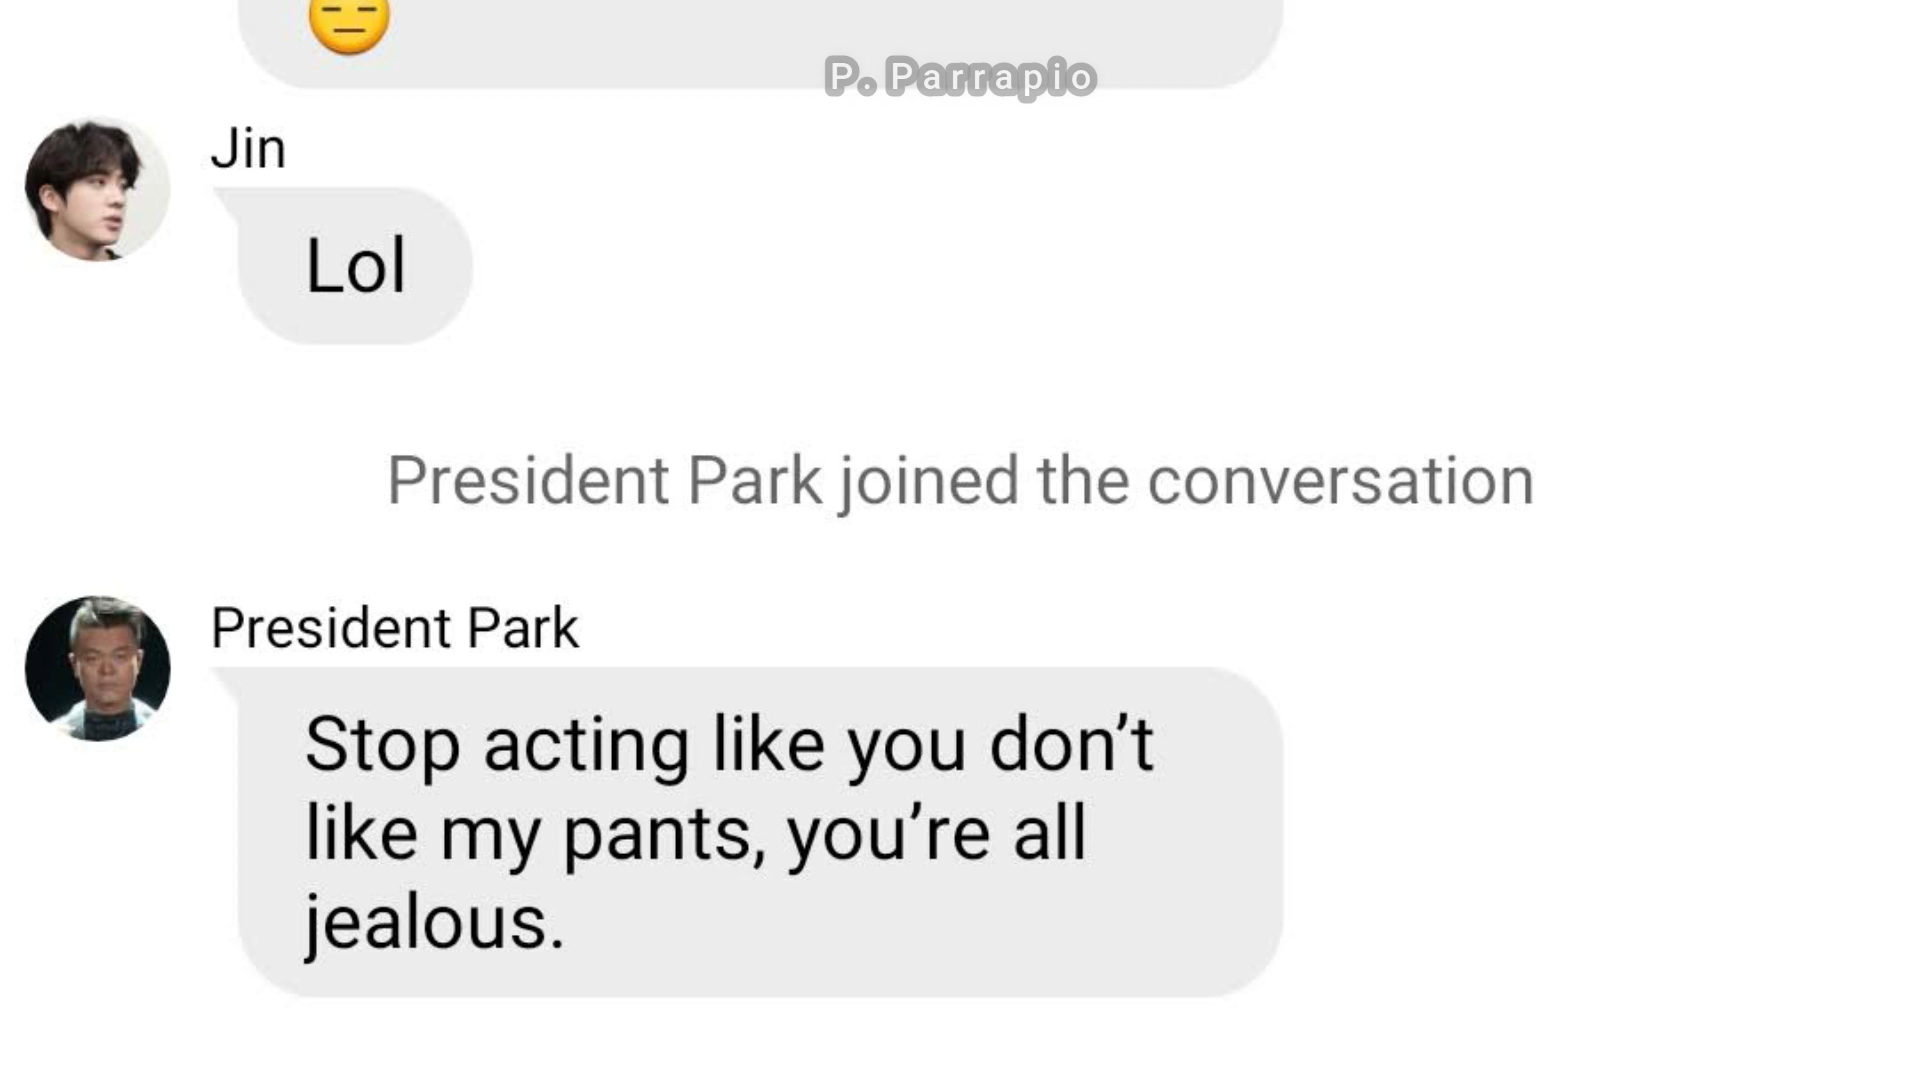 P. Parrapio
Jin
Lol
President Park joined the conversation
President Park
Stop acting like you don’t
like my pants, you’re all
jealous.